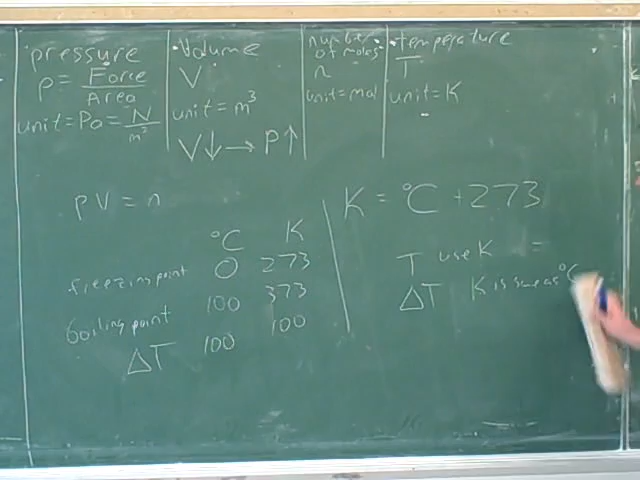 pressure
P = Force
Area
unit = Pa = N
m²
Volume
V
unit = m³
V↓ → P↑
number
of moles
n
unit = mol
temperature
T
unit = K
PV = n
°C K
freezing point 0 273
boiling point 100 373
ΔT 100 100
K = °C + 273
T use K =
ΔT K is same as °C